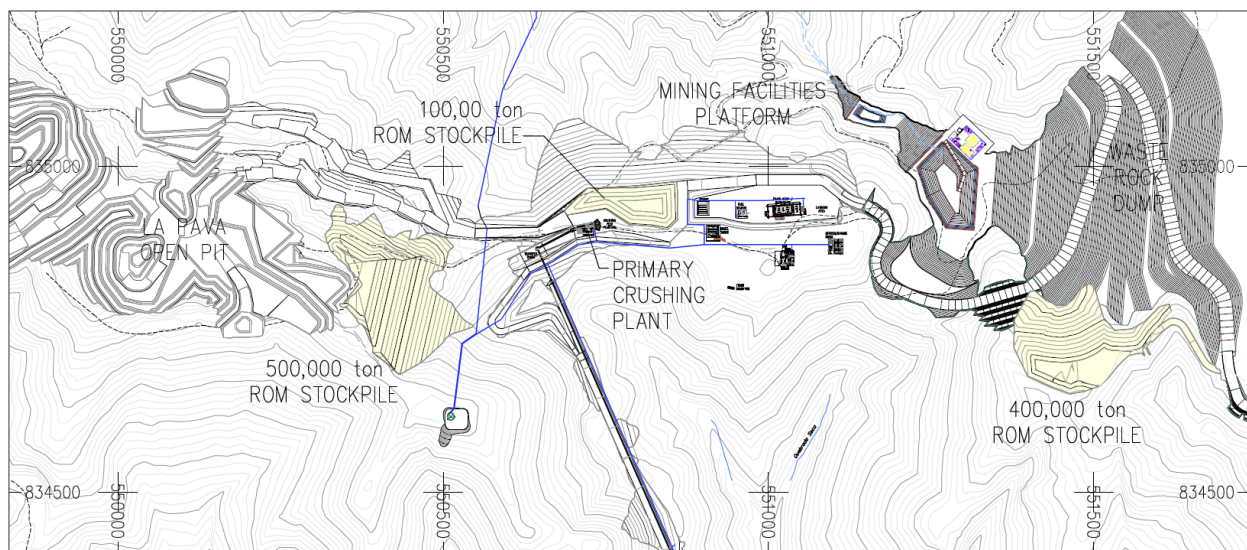 550000
550500
551000
551500
100,00 ton
ROM STOCKPILE
MINING FACILITIES
PLATFORM
835000
835000
WASTE
ROCK
DUMP
LA PAVA
OPEN PIT
PRIMARY
CRUSHING
PLANT
500,000 ton
ROM STOCKPILE
400,000 ton
ROM STOCKPILE
Quebrada Seca
834500
834500
550000
550500
551000
551500